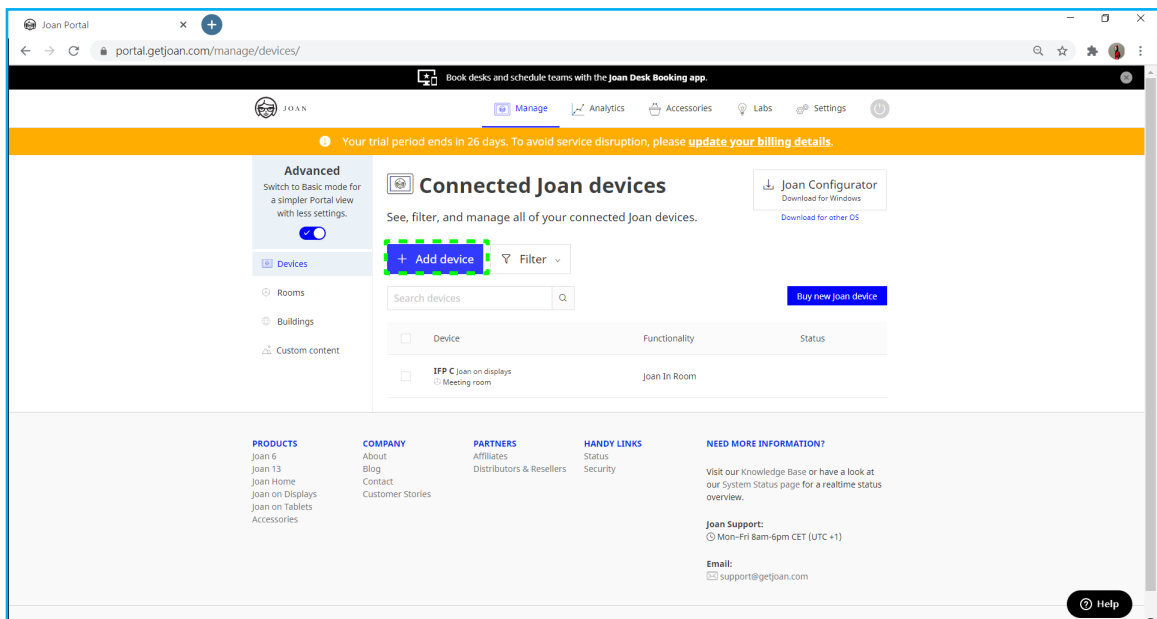 Joan Portal
portal.getjoan.com/manage/devices/
Book desks and schedule teams with the Joan Desk Booking app.
JOAN
Manage
Analytics
Accessories
Labs
Settings
Your trial period ends in 26 days. To avoid service disruption, please update your billing details.
Advanced
Switch to Basic mode for
a simpler Portal view
with less settings.
Devices
Rooms
Buildings
Custom content
Connected Joan devices
See, filter, and manage all of your connected Joan devices.
Joan Configurator
Download for Windows
Download for other OS
+ Add device
Filter
Search devices
Buy new Joan device
Device Functionality Status
IFP C Joan on displays
Meeting room
Joan In Room
PRODUCTS
Joan 6
Joan 13
Joan Home
Joan on Displays
Joan on Tablets
Accessories
COMPANY
About
Blog
Contact
Customer Stories
PARTNERS
Affiliates
Distributors & Resellers
HANDY LINKS
Status
Security
NEED MORE INFORMATION?
Visit our Knowledge Base or have a look at
our System Status page for a realtime status
overview.
Joan Support:
Mon–Fri 8am-6pm CET (UTC +1)
Email:
support@getjoan.com
Help